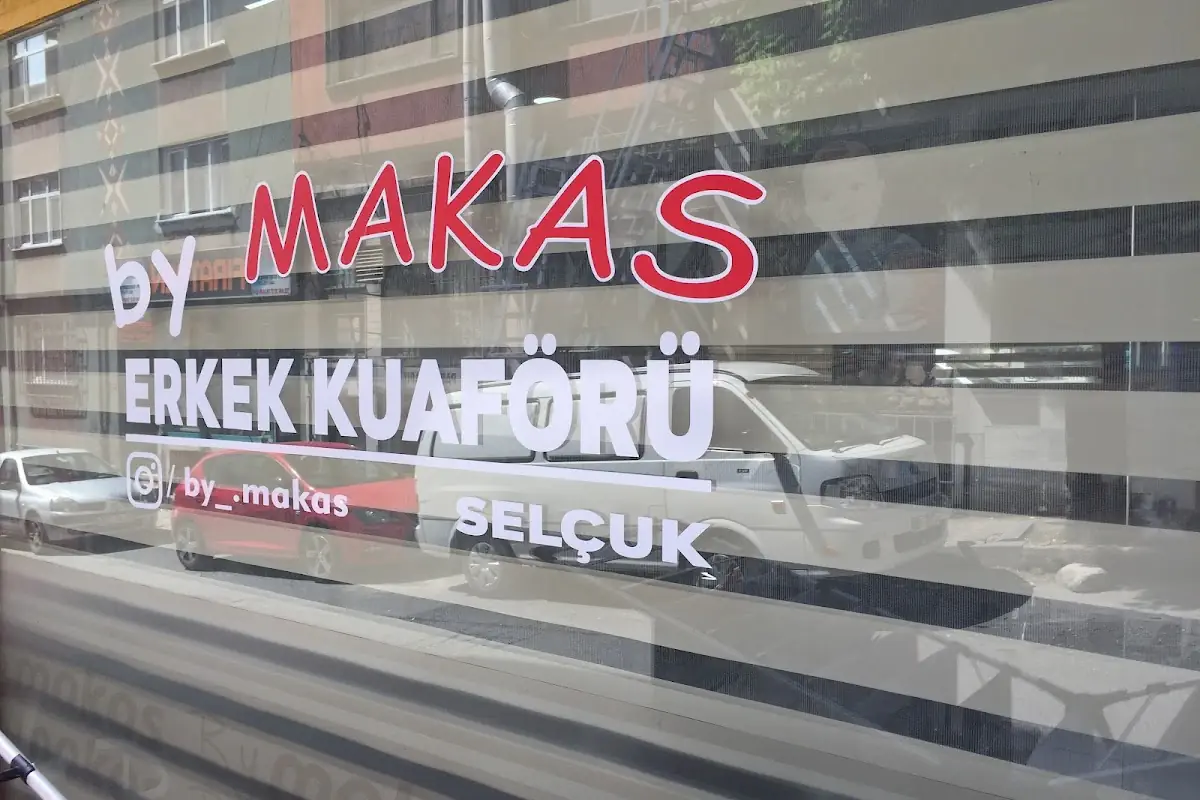 by MAKAS
ERKEK KUAFÖRÜ
/ by_.makas
SELÇUK